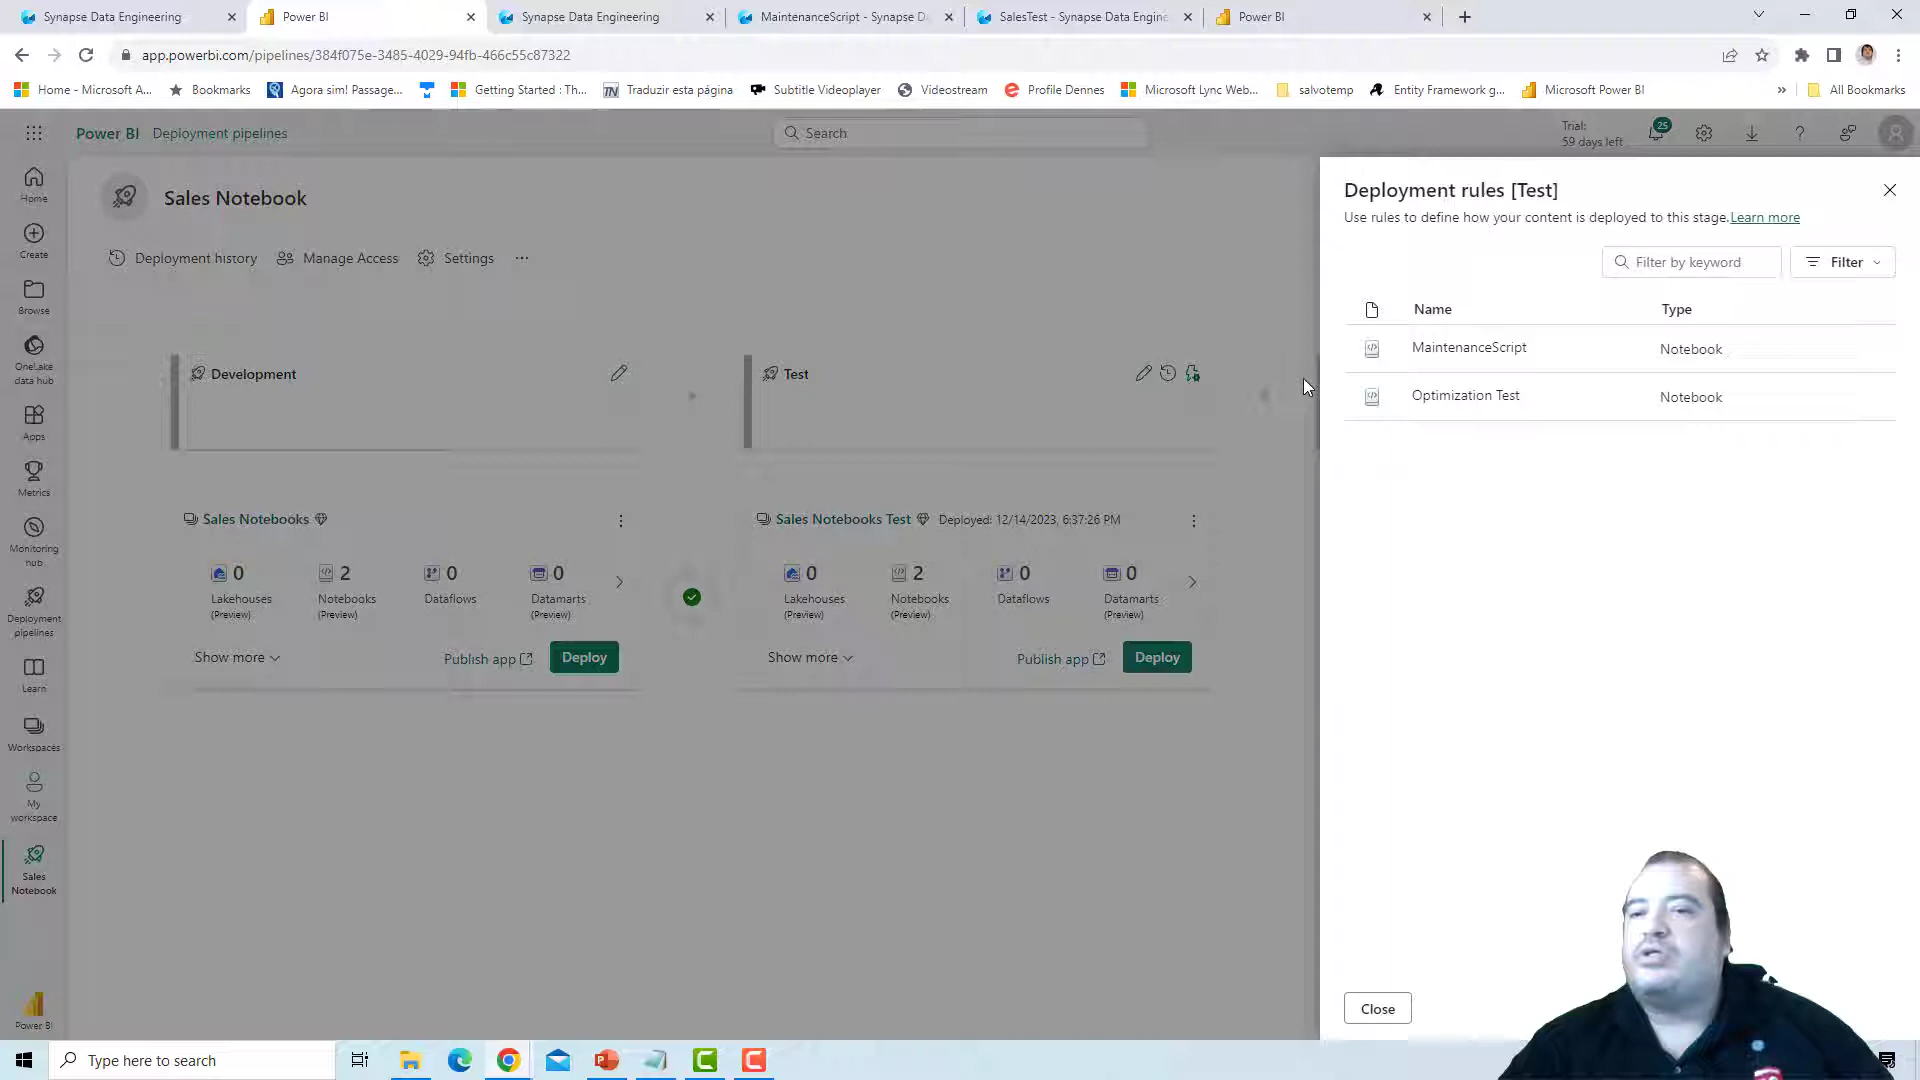 Synapse Data Engineering
Power BI
Synapse Data Engineering
MaintenanceScript - Synapse D
SalesTest - Synapse Data Engine
Power BI
app.powerbi.com/pipelines/384f075e-3485-4029-94fb-466c55c87322
Home - Microsoft A...
Bookmarks
Agora sim! Passage...
Getting Started : Th...
TN
Traduzir esta página
Subtitle Videoplayer
Videostream
Profile Dennes
Microsoft Lync Web...
salvotemp
Entity Framework g...
Microsoft Power BI
»
All Bookmarks
Power BI Deployment pipelines
Search
Trial:
59 days left
25
Home
Create
Browse
OneLake
data hub
Apps
Metrics
Monitoring
hub
Deployment
pipelines
Learn
Workspaces
My
workspace
Sales
Notebook
Power BI
Sales Notebook
Deployment history
Manage Access
Settings
...
Development
Test
Sales Notebooks
0
Lakehouses
(Preview)
2
Notebooks
(Preview)
0
Dataflows
0
Datamarts
(Preview)
Show more
Publish app
Deploy
Sales Notebooks Test
Deployed: 12/14/2023, 6:37:26 PM
0
Lakehouses
(Preview)
2
Notebooks
(Preview)
0
Dataflows
0
Datamarts
(Preview)
Show more
Publish app
Deploy
Deployment rules [Test]
Use rules to define how your content is deployed to this stage. Learn more
Filter by keyword
Filter
Name Type
MaintenanceScript Notebook
Optimization Test Notebook
Close
Type here to search